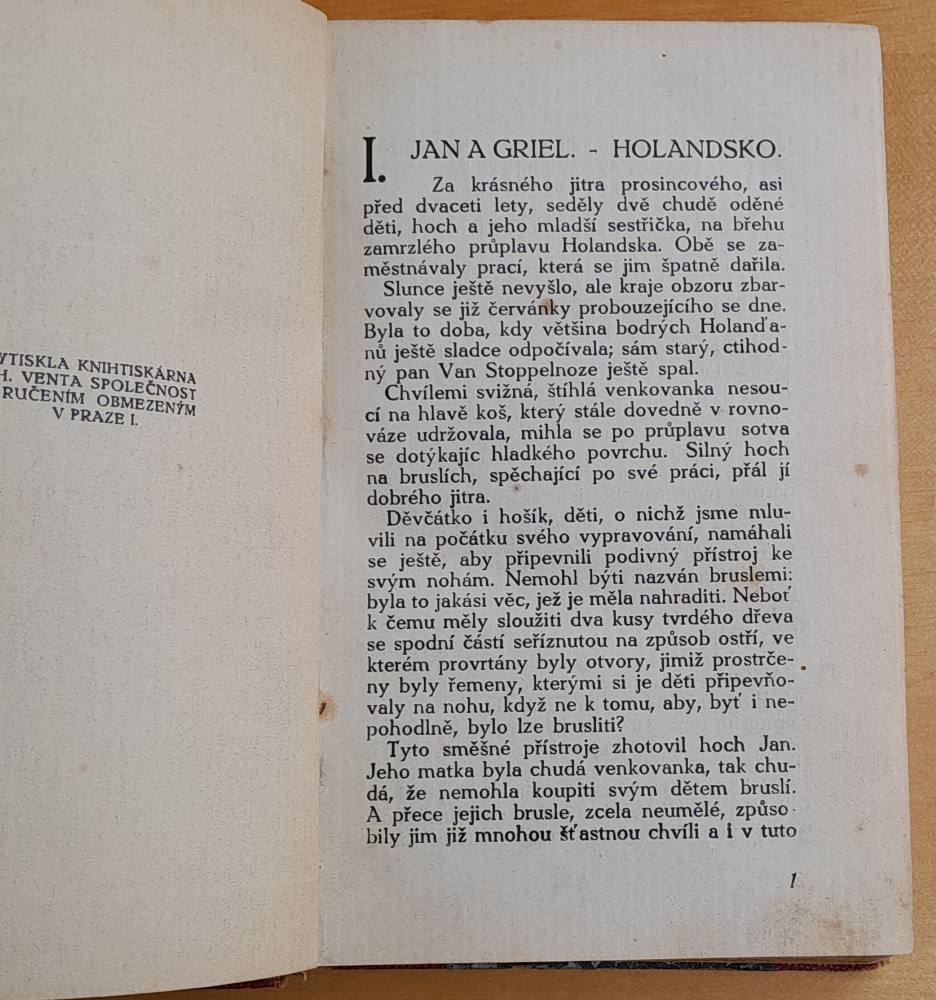 YTISKLA KNIHTISKÁRNA
H. VENTA SPOLEČNOST
RUČENÍM OBMEZENÝM
V PRAZE I.
I. JAN A GRIEL. - HOLANDSKO.
Za krásného jitra prosincového, asi
před dvaceti lety, seděly dvě chudě oděné
děti, hoch a jeho mladší sestřička, na břehu
zamrzlého průplavu Holandska. Obě se za-
městnávaly prací, která se jim špatně dařila.
Slunce ještě nevyšlo, ale kraje obzoru zbar-
vovaly se již červánky probouzejícího se dne.
Byla to doba, kdy většina bodrých Holanďa-
nů ještě sladce odpočívala; sám starý, ctihod-
ný pan Van Stoppelnoze ještě spal.
Chvílemi svižná, štíhlá venkovanka nesou-
cí na hlavě koš, který stále dovedně v rovno-
váze udržovala, mihla se po průplavu sotva
se dotýkajíc hladkého povrchu. Silný hoch
na bruslích, spěchající po své práci, přál jí
dobrého jitra.
Děvčátko i hošík, děti, o nichž jsme mlu-
vili na počátku svého vypravování, namáhali
se ještě, aby připevnili podivný přístroj ke
svým nohám. Nemohl býti nazván bruslemi:
byla to jakási věc, jež je měla nahraditi. Neboť
k čemu měly sloužiti dva kusy tvrdého dřeva
se spodní částí seříznutou na způsob ostří, ve
kterém provrtány byly otvory, jimiž prostrče-
ny byly řemeny, kterými si je děti připevňo-
valy na nohu, když ne k tomu, aby, byť i ne-
pohodlně, bylo lze brusliti?
Tyto směšné přístroje zhotovil hoch Jan.
Jeho matka byla chudá venkovanka, tak chu-
dá, že nemohla koupiti svým dětem bruslí.
A přece jejich brusle, zcela neumělé, způso-
bily jim již mnohou šťastnou chvíli a i v tuto
1